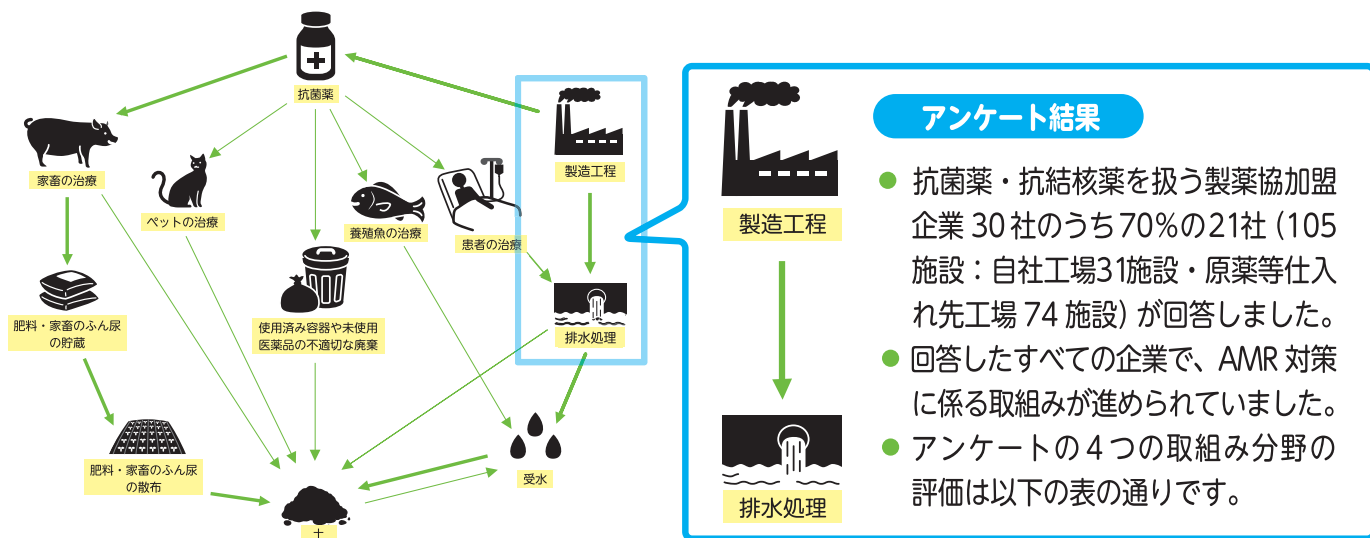 抗菌薬
家畜の治療
ペットの治療
養殖魚の治療
患者の治療
製造工程
肥料・家畜のふん尿
の貯蔵
使用済み容器や未使用
医薬品の不適切な廃棄
排水処理
肥料・家畜のふん尿
の散布
受水
土
製造工程
排水処理
アンケート結果
● 抗菌薬・抗結核薬を扱う製薬協加盟
企業 30 社のうち 70%の21社 (105
施設：自社工場31施設・原薬等仕入
れ先工場 74 施設) が回答しました。
● 回答したすべての企業で、AMR 対策
に係る取組みが進められていました。
● アンケートの 4 つの取組み分野の
評価は以下の表の通りです。